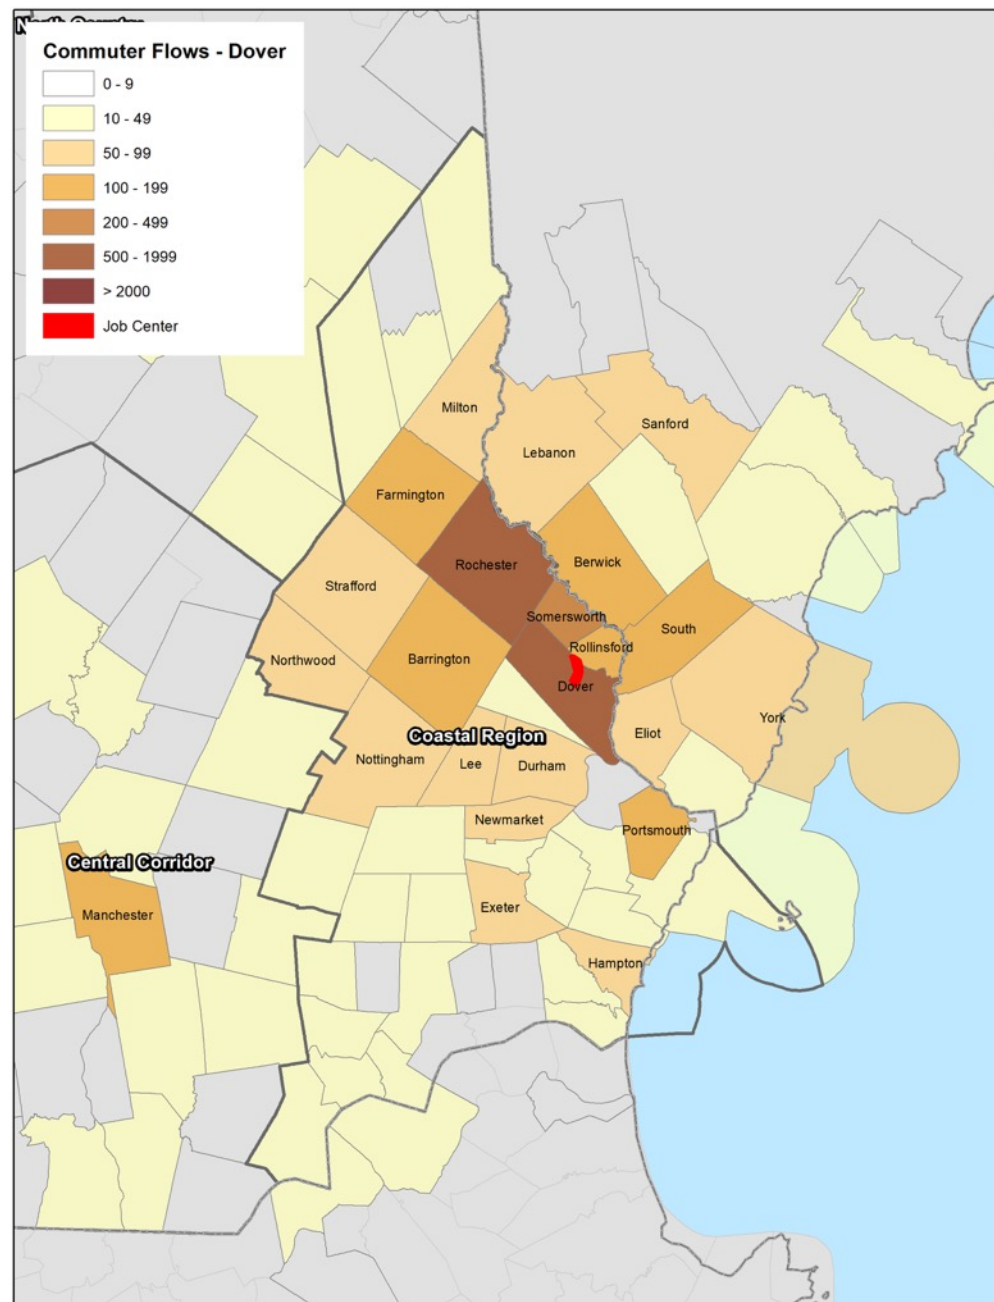 Commuter Flows - Dover
0 - 9
10 - 49
50 - 99
100 - 199
200 - 499
500 - 1999
> 2000
Job Center
Milton
Sanford
Lebanon
Farmington
Rochester
Berwick
Strafford
Somersworth
South
Rollinsford
Northwood
Barrington
Dover
York
Eliot
Coastal Region
Nottingham
Lee
Durham
Newmarket
Portsmouth
Central Corridor
Exeter
Manchester
Hampton